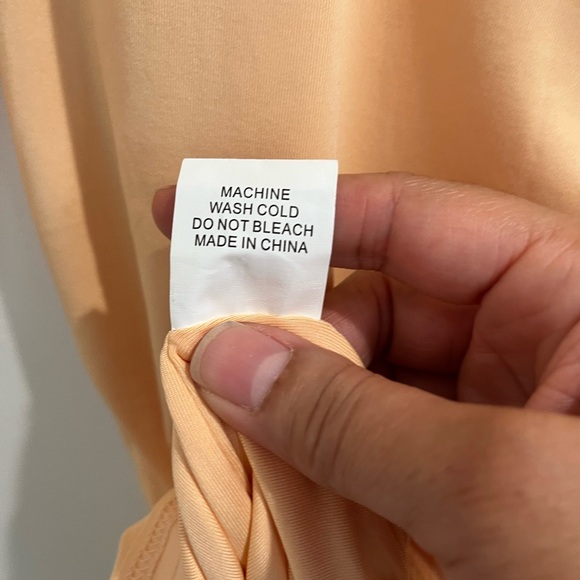 MACHINE
WASH COLD
DO NOT BLEACH
MADE IN CHINA